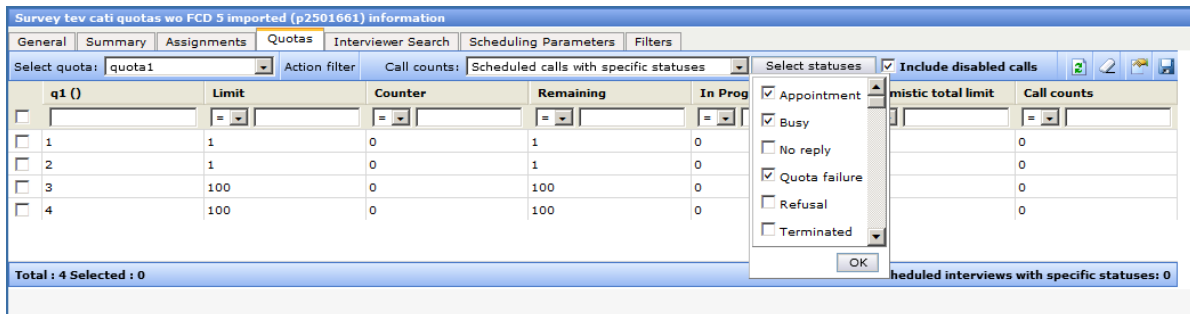 Survey tev cati quotas wo FCD 5 imported (p2501661) information
General Summary Assignments Quotas Interviewer Search Scheduling Parameters Filters
Select quota: quota1 Action filter Call counts: Scheduled calls with specific statuses Select statuses Include disabled calls
q1 () Limit Counter Remaining In Prog mistic total limit Call counts
= = = =
1 1 0 1 0 0
2 1 0 1 0 0
3 100 0 100 0 0
4 100 0 100 0 0
Appointment
Busy
No reply
Quota failure
Refusal
Terminated
OK
Total : 4 Selected : 0 heduled interviews with specific statuses: 0